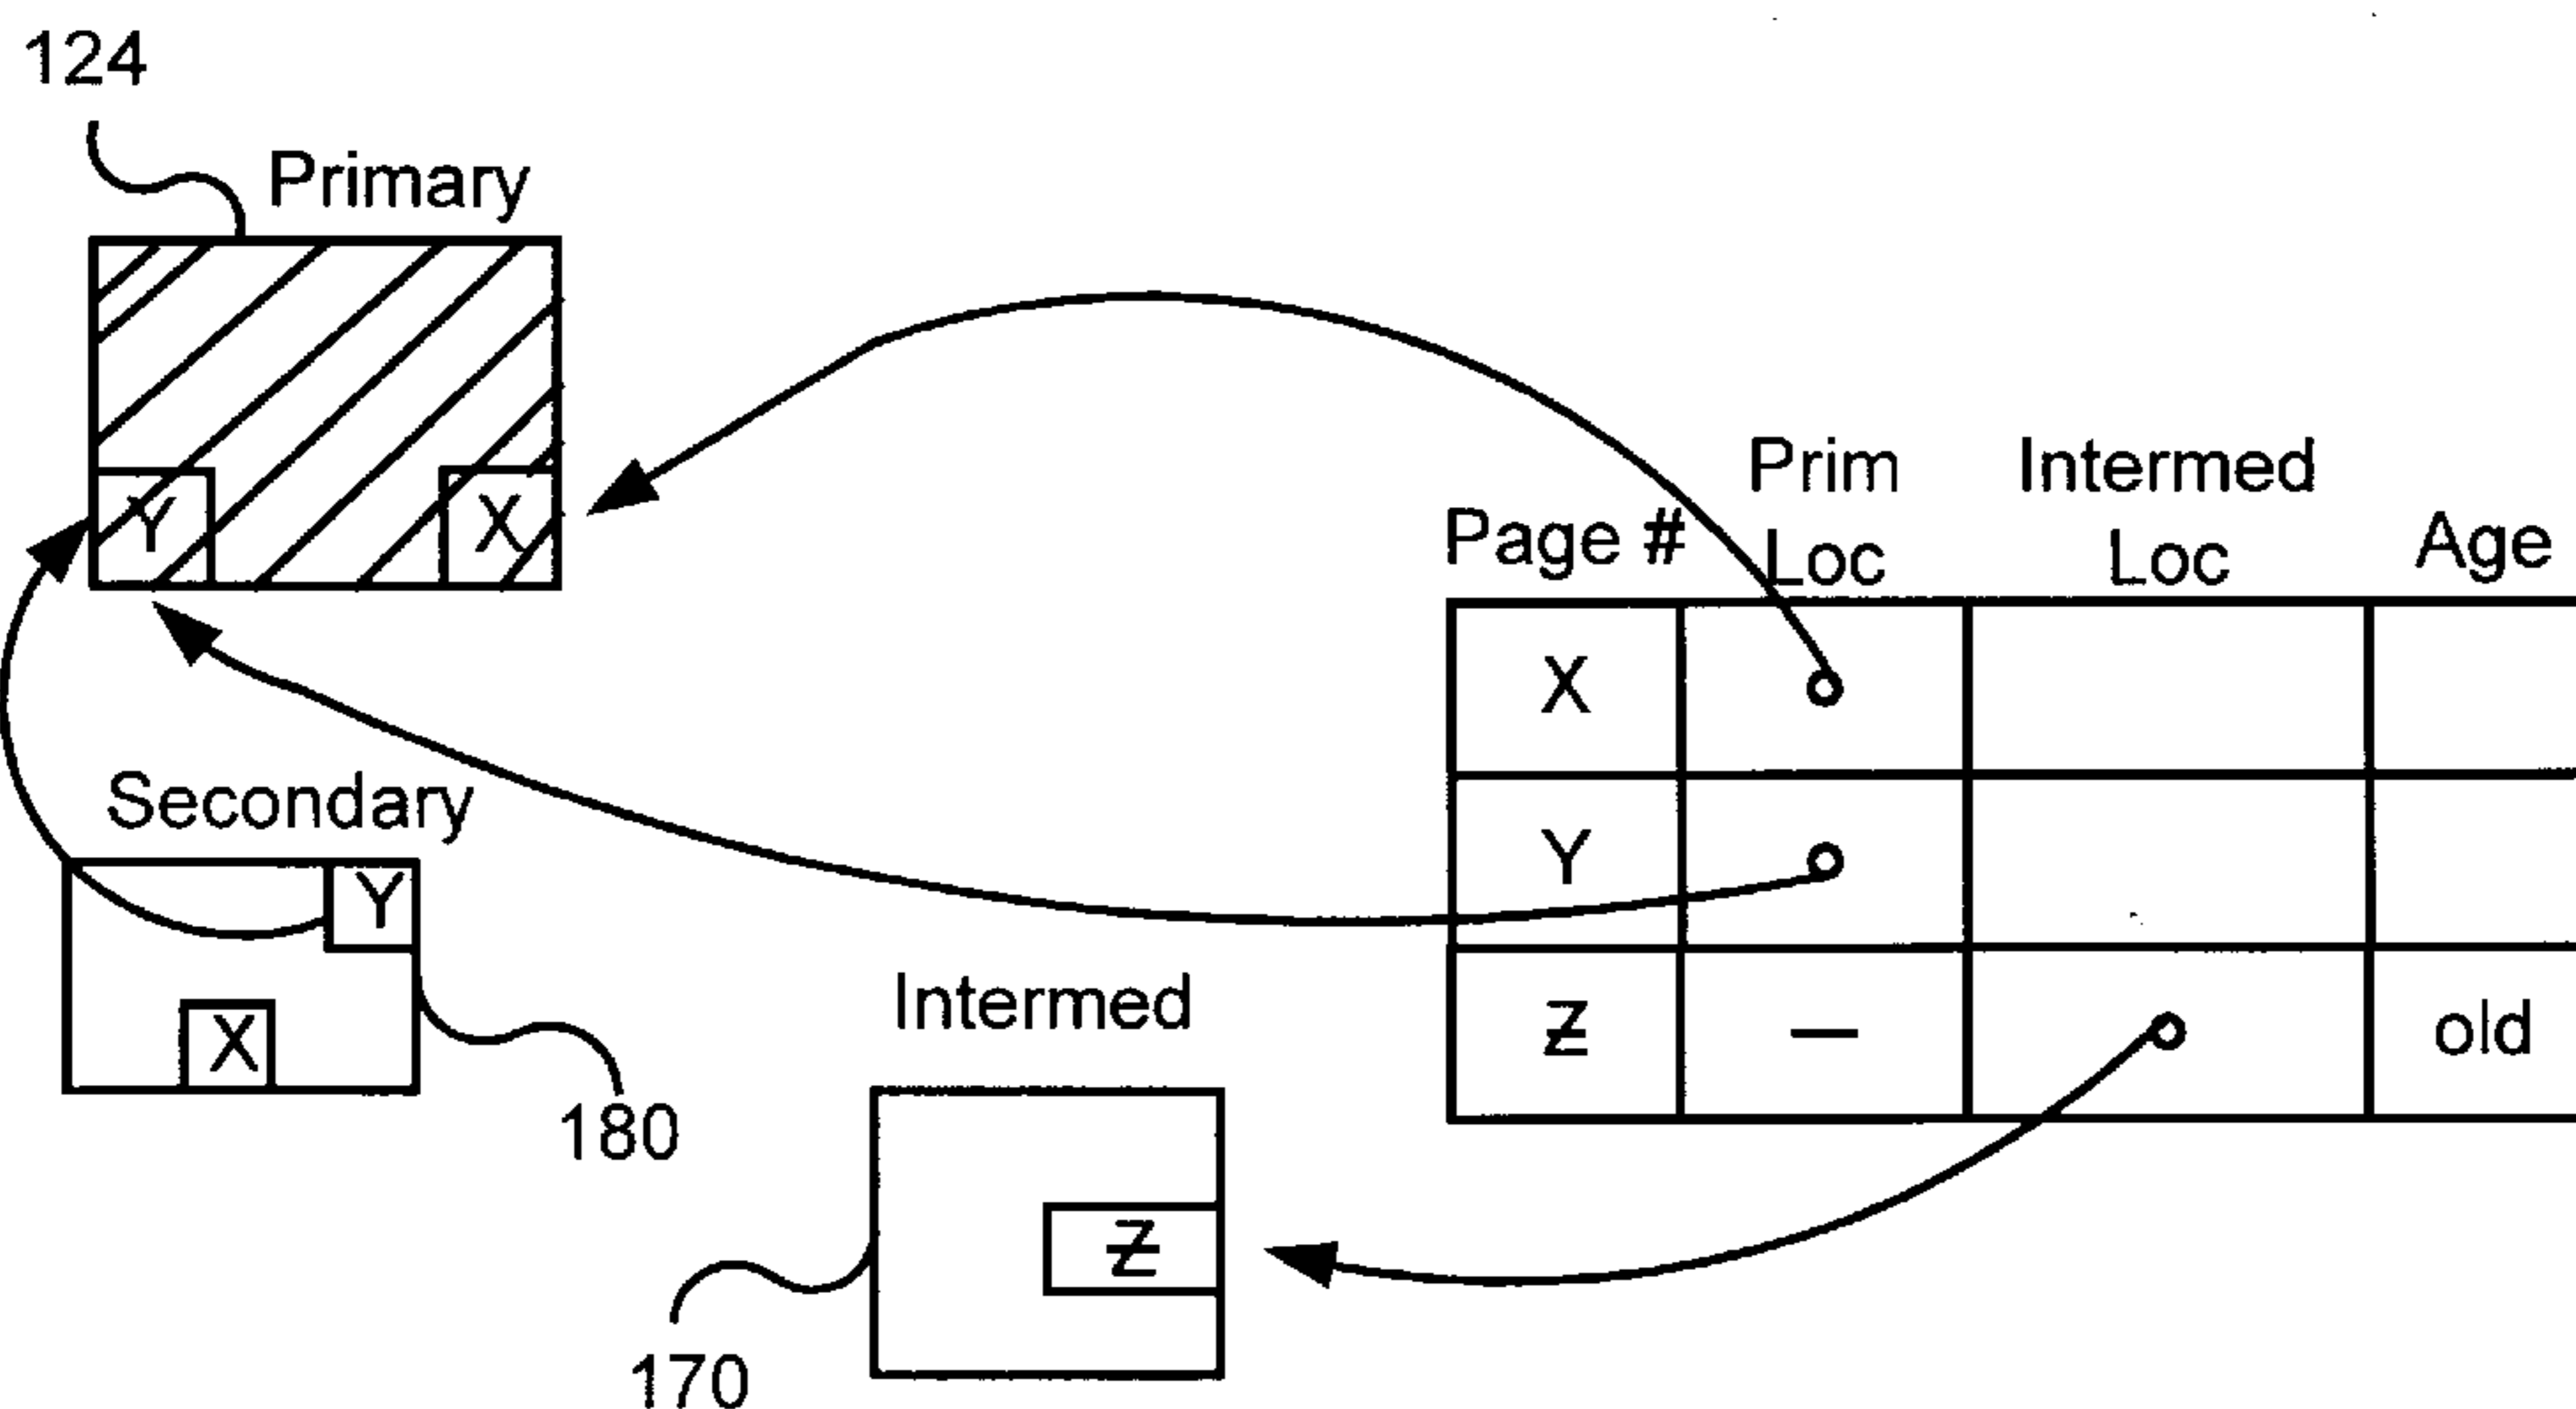 124
Primary
Y X
Secondary
Y
X
180
Intermed
Ƶ
170
Page # Prim Loc Intermed Loc Age
X
Y
Ƶ — old